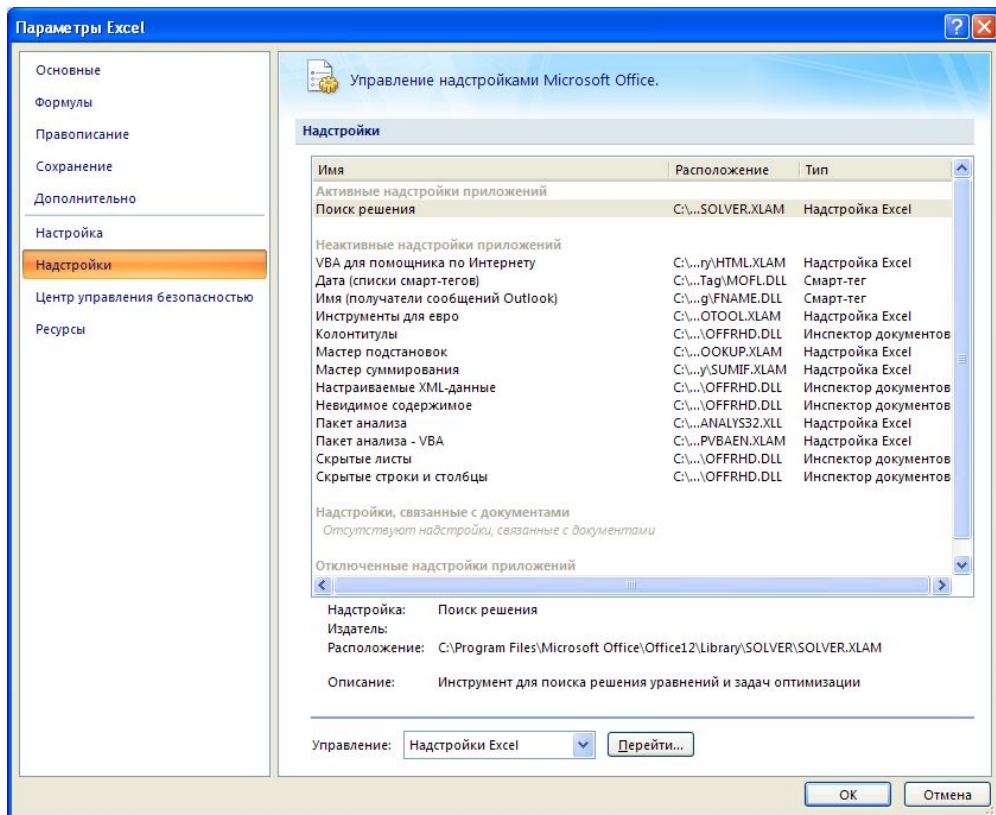 Параметры Excel
Основные
Формулы
Правописание
Сохранение
Дополнительно
Настройка
Надстройки
Центр управления безопасностью
Ресурсы
Управление надстройками Microsoft Office.
Надстройки
Имя Расположение Тип
Активные надстройки приложений
Поиск решения C:\...SOLVER.XLAM Надстройка Excel
Неактивные надстройки приложений
VBA для помощника по Интернету C:\...ry\HTML.XLAM Надстройка Excel
Дата (списки смарт-тегов) C:\...Tag\MOFL.DLL Смарт-тег
Имя (получатели сообщений Outlook) C:\...g\FNAME.DLL Смарт-тег
Инструменты для евро C:\...OTOOL.XLAM Надстройка Excel
Колонтитулы C:\...\OFFRHD.DLL Инспектор документов
Мастер подстановок C:\...OOKUP.XLAM Надстройка Excel
Мастер суммирования C:\...y\SUMIF.XLAM Надстройка Excel
Настраиваемые XML-данные C:\...\OFFRHD.DLL Инспектор документов
Невидимое содержимое C:\...\OFFRHD.DLL Инспектор документов
Пакет анализа C:\...ANALYS32.XLL Надстройка Excel
Пакет анализа - VBA C:\...PVBAEN.XLAM Надстройка Excel
Скрытые листы C:\...\OFFRHD.DLL Инспектор документов
Скрытые строки и столбцы C:\...\OFFRHD.DLL Инспектор документов
Надстройки, связанные с документами
Отсутствуют надстройки, связанные с документами
Отключенные надстройки приложений
Надстройка: Поиск решения
Издатель:
Расположение: C:\Program Files\Microsoft Office\Office12\Library\SOLVER\SOLVER.XLAM
Описание: Инструмент для поиска решения уравнений и задач оптимизации
Управление: Надстройки Excel Перейти...
ОК Отмена